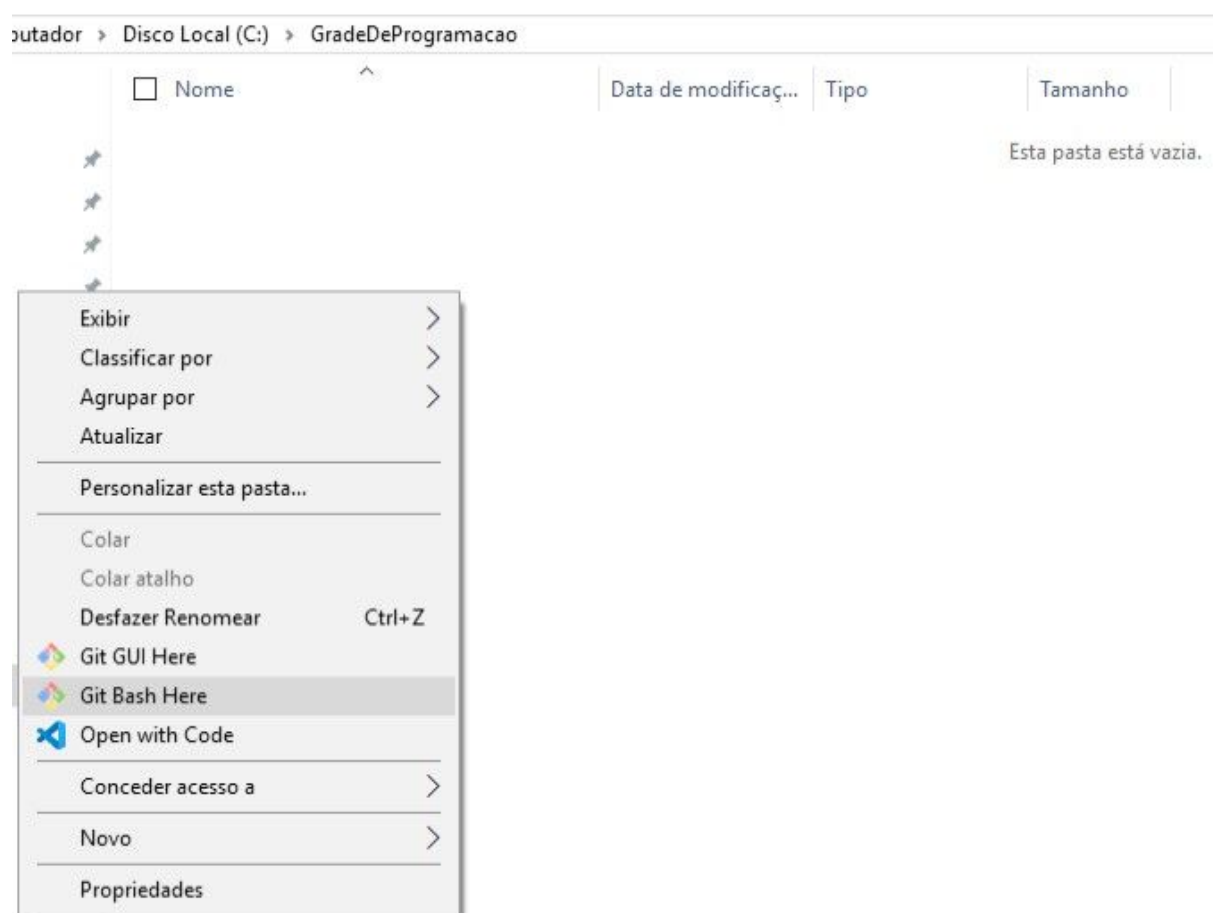 putador > Disco Local (C:) > GradeDeProgramacao
Nome Data de modificaç... Tipo Tamanho
Esta pasta está vazia.
Exibir
Classificar por
Agrupar por
Atualizar
Personalizar esta pasta...
Colar
Colar atalho
Desfazer Renomear Ctrl+Z
Git GUI Here
Git Bash Here
Open with Code
Conceder acesso a
Novo
Propriedades